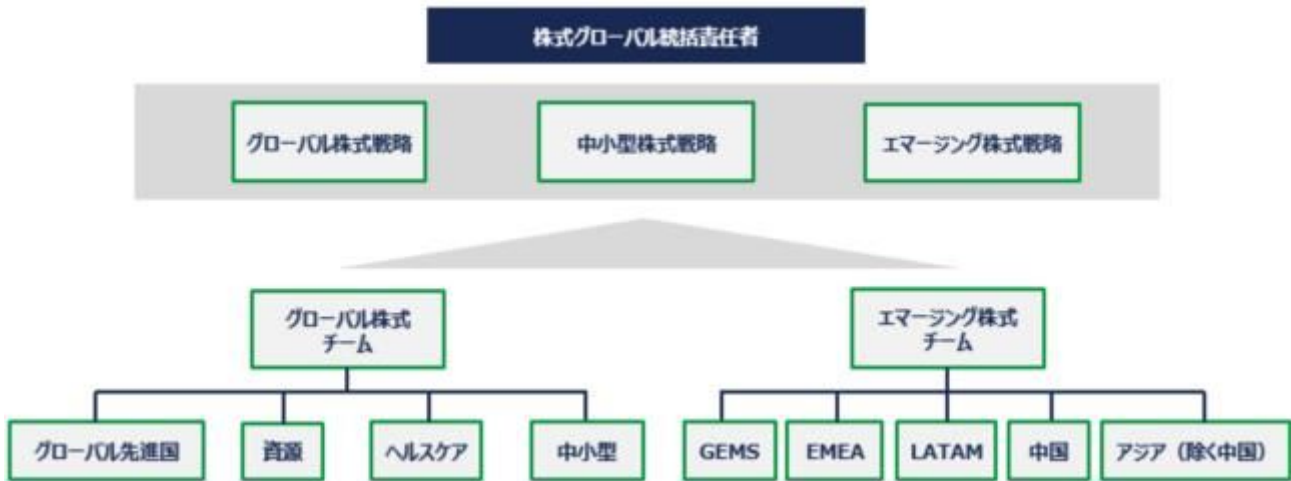 株式グローバル統括責任者
グローバル株式戦略
中小型株式戦略
エマージング株式戦略
グローバル株式
チーム
エマージング株式
チーム
グローバル先進国
資源
ヘルスケア
中小型
GEMS
EMEA
LATAM
中国
アジア（除く中国）